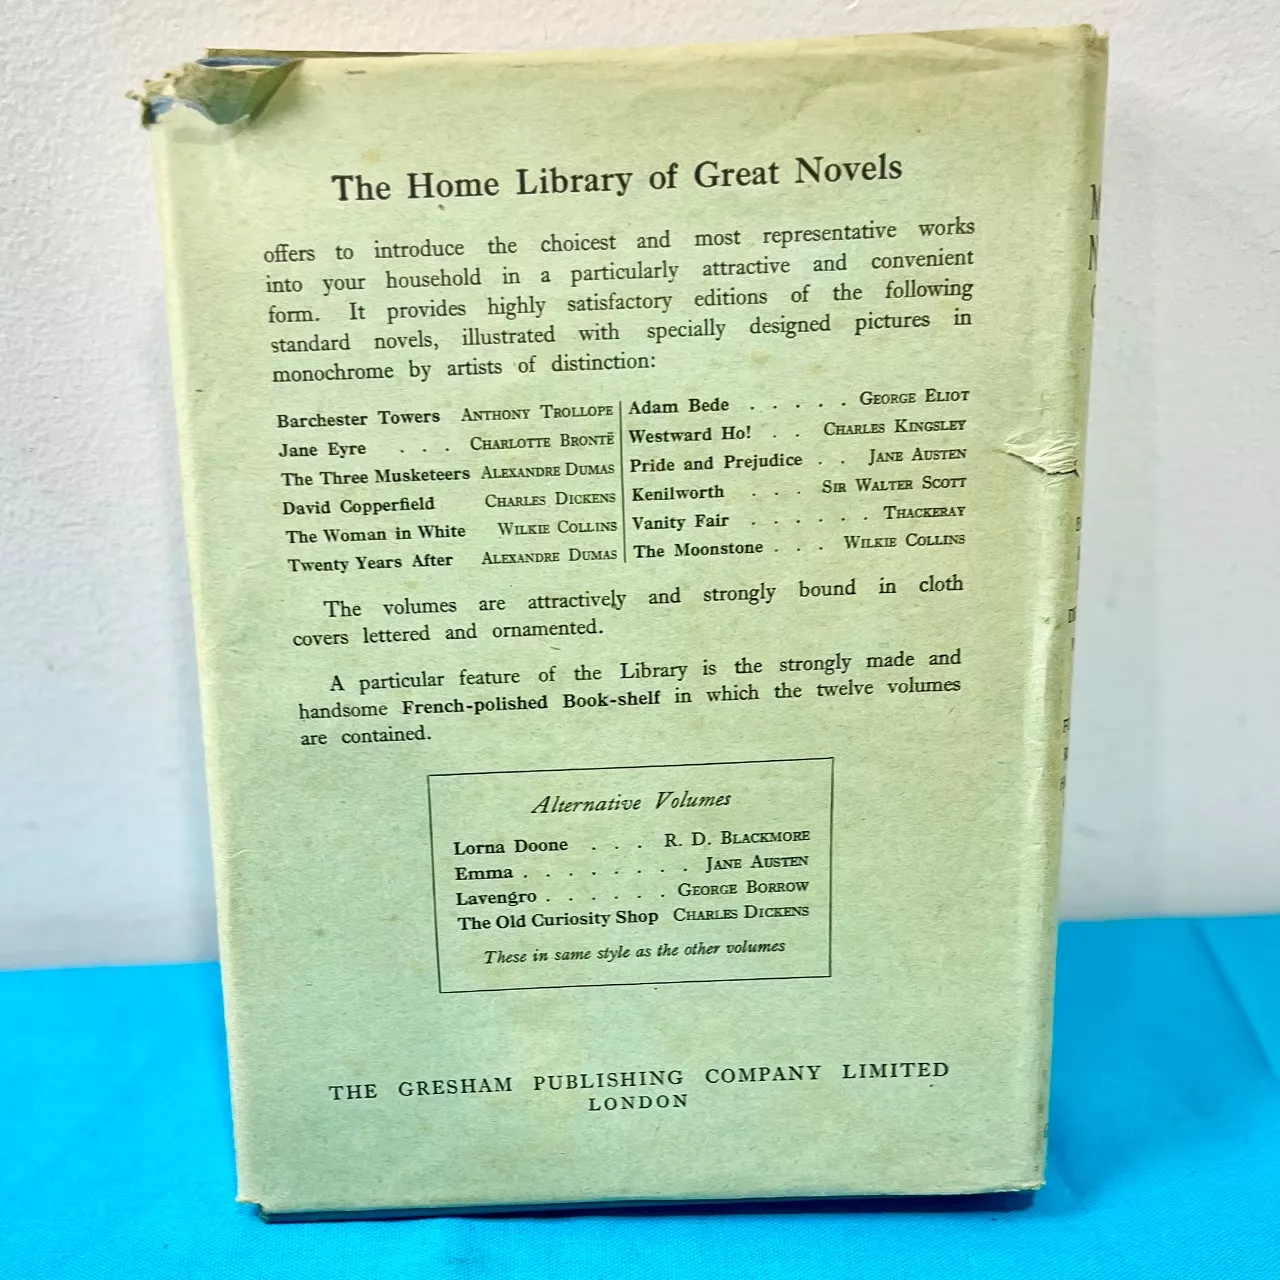 The Home Library of Great Novels
offers to introduce the choicest and most representative works
into your household in a particularly attractive and convenient
form. It provides highly satisfactory editions of the following
standard novels, illustrated with specially designed pictures in
monochrome by artists of distinction:
Barchester Towers ANTHONY TROLLOPE
Jane Eyre . . . CHARLOTTE BRONTË
The Three Musketeers ALEXANDRE DUMAS
David Copperfield CHARLES DICKENS
The Woman in White WILKIE COLLINS
Twenty Years After ALEXANDRE DUMAS
Adam Bede . . . . . GEORGE ELIOT
Westward Ho! . . CHARLES KINGSLEY
Pride and Prejudice . . JANE AUSTEN
Kenilworth . . . SIR WALTER SCOTT
Vanity Fair . . . . . . THACKERAY
The Moonstone . . . WILKIE COLLINS
The volumes are attractively and strongly bound in cloth
covers lettered and ornamented.
A particular feature of the Library is the strongly made and
handsome French-polished Book-shelf in which the twelve volumes
are contained.
Alternative Volumes
Lorna Doone . . . R. D. BLACKMORE
Emma . . . . . . . . JANE AUSTEN
Lavengro . . . . . . GEORGE BORROW
The Old Curiosity Shop CHARLES DICKENS
These in same style as the other volumes
THE GRESHAM PUBLISHING COMPANY LIMITED
LONDON